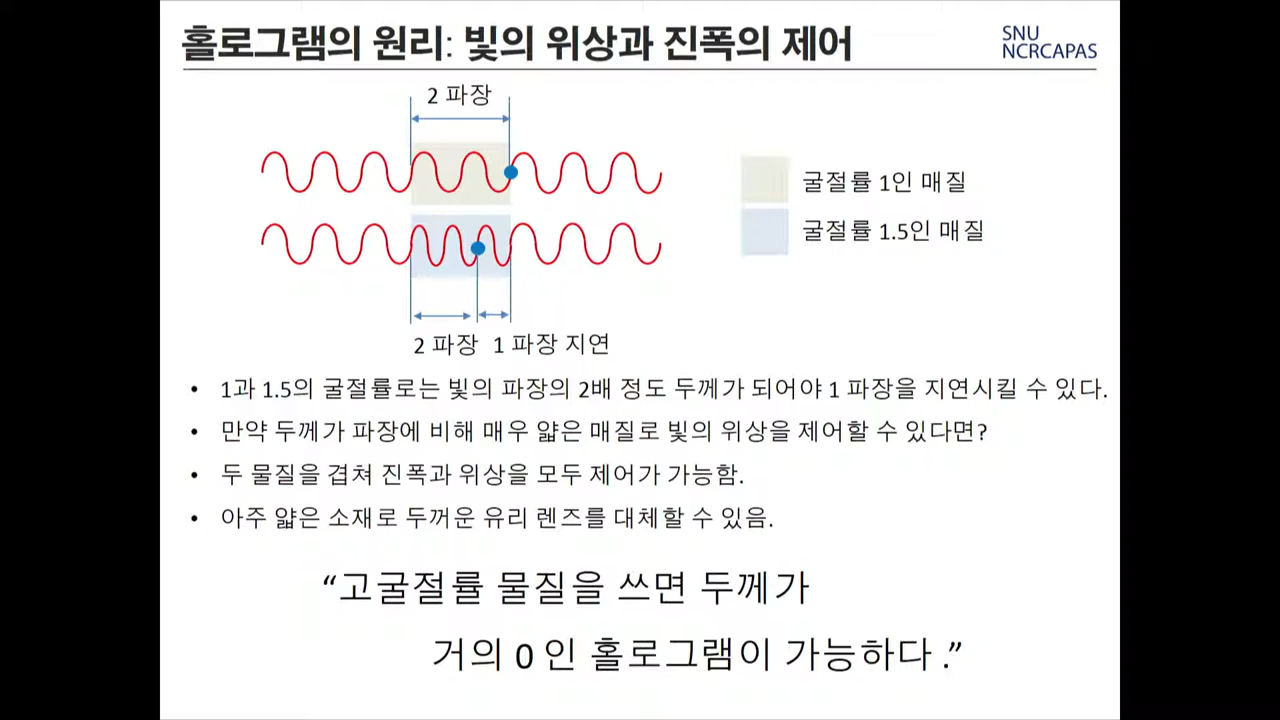 홀로그램의 원리: 빛의 위상과 진폭의 제어
SNU
NCRCAPAS
2 파장
굴절률 1인 매질
굴절률 1.5인 매질
2 파장 1 파장 지연
• 1과 1.5의 굴절률로는 빛의 파장의 2배 정도 두께가 되어야 1 파장을 지연시킬 수 있다.
• 만약 두께가 파장에 비해 매우 얇은 매질로 빛의 위상을 제어할 수 있다면?
• 두 물질을 겹쳐 진폭과 위상을 모두 제어가 가능함.
• 아주 얇은 소재로 두꺼운 유리 렌즈를 대체할 수 있음.
“고굴절률 물질을 쓰면 두께가
거의 0 인 홀로그램이 가능하다 .”